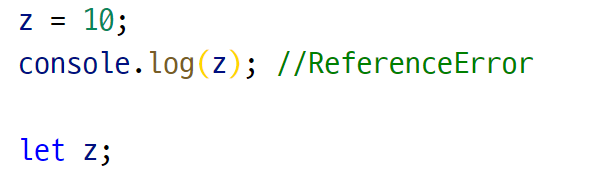 z = 10;
console.log(z); //ReferenceError
let z;